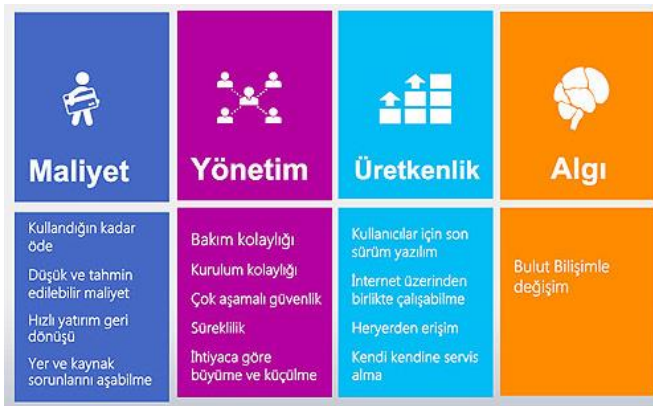 Maliyet
Kullandığın kadar
öde
Düşük ve tahmin
edilebilir maliyet
Hızlı yatırım geri
dönüşü
Yer ve kaynak
sorunlarını aşabilme
Yönetim
Bakım kolaylığı
Kurulum kolaylığı
Çok aşamalı güvenlik
Süreklilik
İhtiyaca göre
büyüme ve küçülme
Üretkenlik
Kullanıcılar için son
sürüm yazılım
İnternet üzerinden
birlikte çalışabilme
Heryerden erişim
Kendi kendine servis
alma
Algı
Bulut Bilişimle
değişim